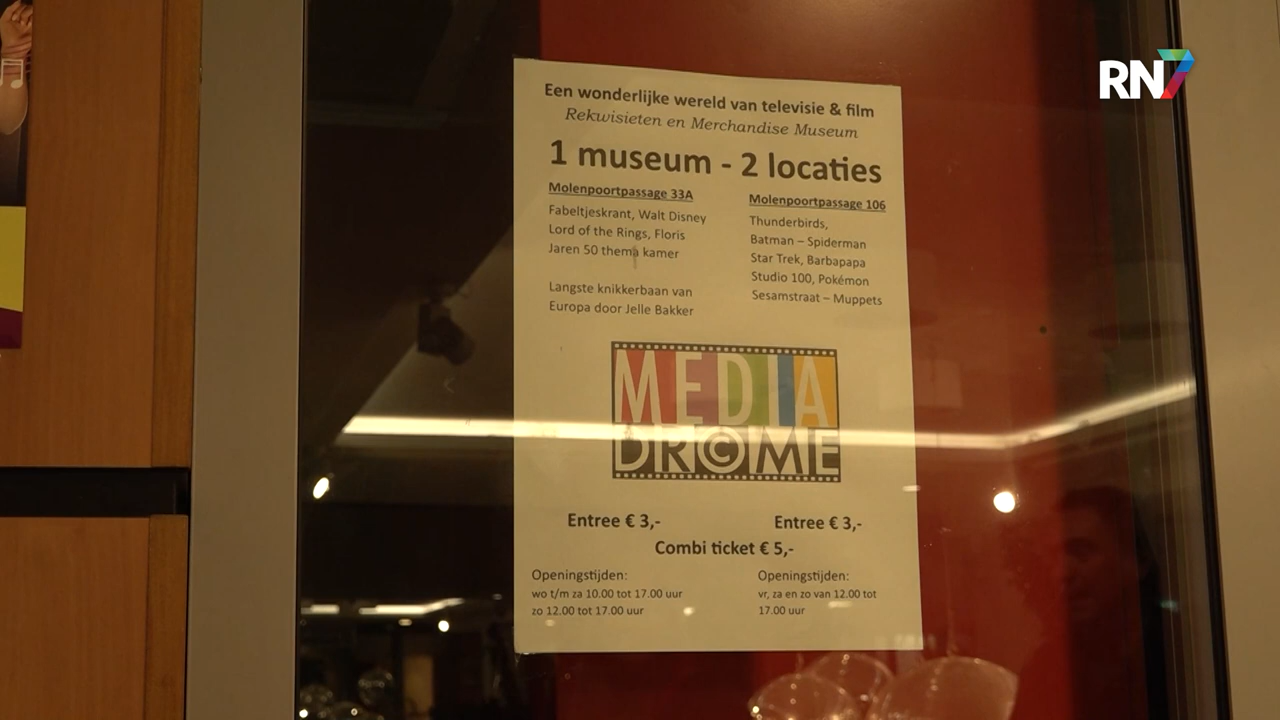 RN7
Een wonderlijke wereld van televisie & film
Rekwisieten en Merchandise Museum
1 museum - 2 locaties
Molenpoortpassage 33A
Fabeltjeskrant, Walt Disney
Lord of the Rings, Floris
Jaren 50 thema kamer
Langste knikkerbaan van
Europa door Jelle Bakker
Molenpoortpassage 106
Thunderbirds,
Batman – Spiderman
Star Trek, Barbapapa
Studio 100, Pokémon
Sesamstraat – Muppets
MEDIA
DR©ME
Entree € 3,-
Entree € 3,-
Combi ticket € 5,-
Openingstijden:
wo t/m za 10.00 tot 17.00 uur
zo 12.00 tot 17.00 uur
Openingstijden:
vr, za en zo van 12.00 tot
17.00 uur